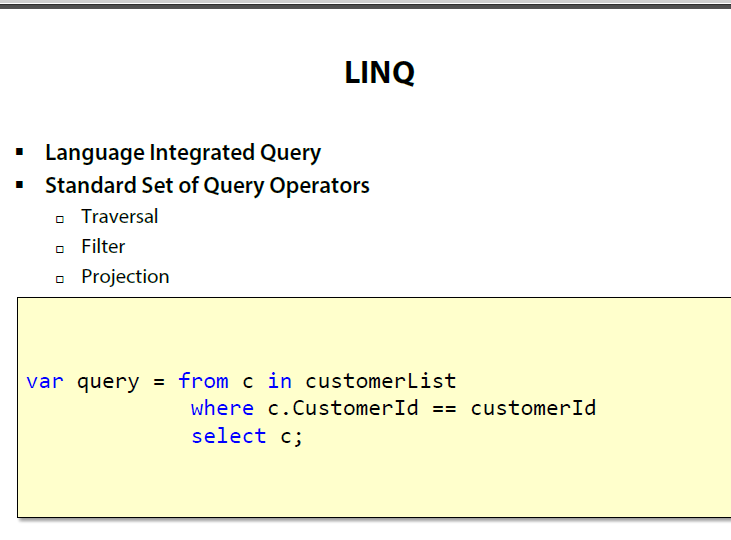 LINQ
▪ Language Integrated Query
▪ Standard Set of Query Operators
▫ Traversal
▫ Filter
▫ Projection
var query = from c in customerList
where c.CustomerId == customerId
select c;